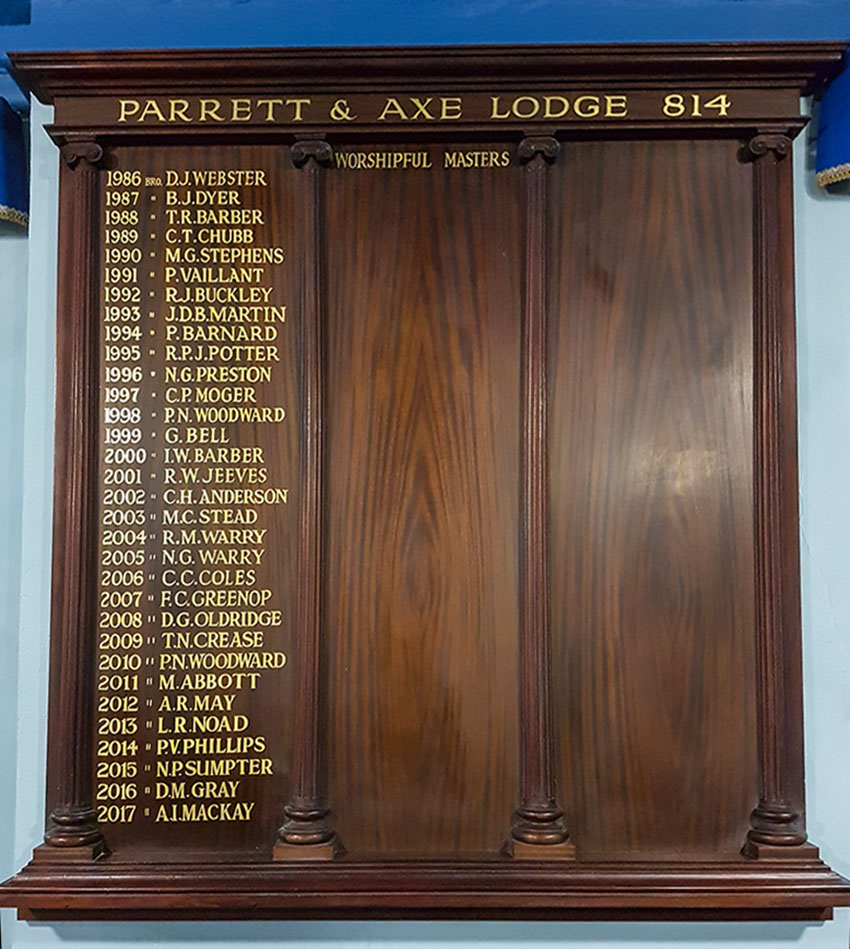 PARRETT & AXE LODGE 814
WORSHIPFUL MASTERS
1986 BRO. D.J.WEBSTER
1987 " B.J.DYER
1988 " T.R.BARBER
1989 " C.T.CHUBB
1990 " M.G.STEPHENS
1991 " P.VAILLANT
1992 " R.J.BUCKLEY
1993 " J.D.B.MARTIN
1994 " P.BARNARD
1995 " R.P.J.POTTER
1996 " N.G.PRESTON
1997 " C.P.MOGER
1998 " P.N.WOODWARD
1999 " G.BELL
2000 " I.W.BARBER
2001 " R.W.JEEVES
2002 " C.H.ANDERSON
2003 " M.C.STEAD
2004 " R.M.WARRY
2005 " N.G.WARRY
2006 " C.C.COLES
2007 " F.C.GREENOP
2008 " D.G.OLDRIDGE
2009 " T.N.CREASE
2010 " P.N.WOODWARD
2011 " M.ABBOTT
2012 " A.R.MAY
2013 " L.R.NOAD
2014 " P.V.PHILLIPS
2015 " N.P.SUMPTER
2016 " D.M.GRAY
2017 " A.I.MACKAY